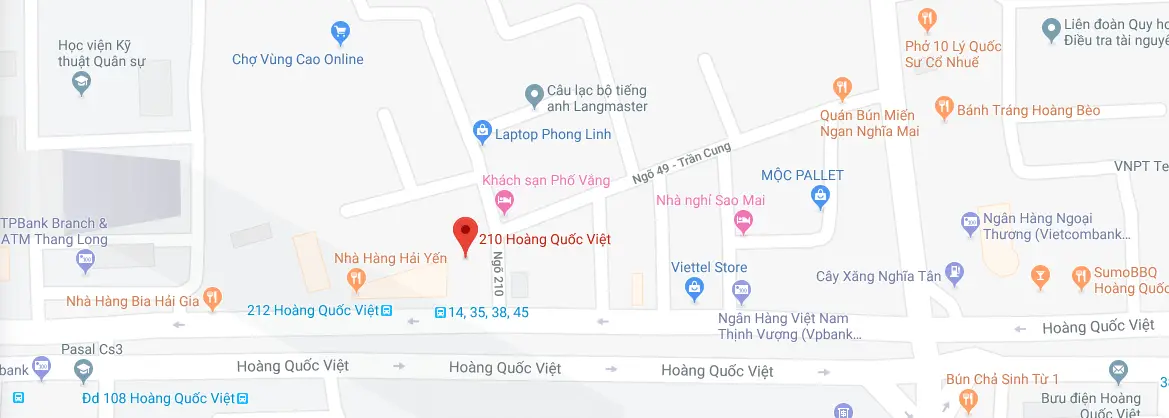 Học viện Kỹ
thuật Quân sự
Chợ Vùng Cao Online
Câu lạc bộ tiếng
anh Langmaster
Laptop Phong Linh
Phở 10 Lý Quốc
Sư Cổ Nhuế
Liên đoàn Quy ho
Điều tra tài nguyê
Quán Bún Miến
Ngan Nghĩa Mai
Bánh Tráng Hoàng Bèo
Ngõ 49 - Trần Cung
VNPT Te
Khách sạn Phố Vắng
MỘC PALLET
Nhà nghỉ Sao Mai
TPBank Branch &
ATM Thang Long
210 Hoàng Quốc Việt
Ngân Hàng Ngoại
Thương (Vietcombank...
Nhà Hàng Hải Yến
Ngõ 210
Viettel Store
Cây Xăng Nghĩa Tân
SumoBBQ
Hoàng Quốc
Nhà Hàng Bia Hải Gia
212 Hoàng Quốc Việt
14, 35, 38, 45
Ngân Hàng Việt Nam
Thịnh Vượng (Vpbank...
Hoàng Quốc Việt
Pasal Cs3
bank
Hoàng Quốc Việt
Hoàng Quốc Việt
Hoàng Quốc Việt
Đd 108 Hoàng Quốc Việt
Bún Chả Sinh Từ 1
Bưu điện Hoàng
Quốc Việt